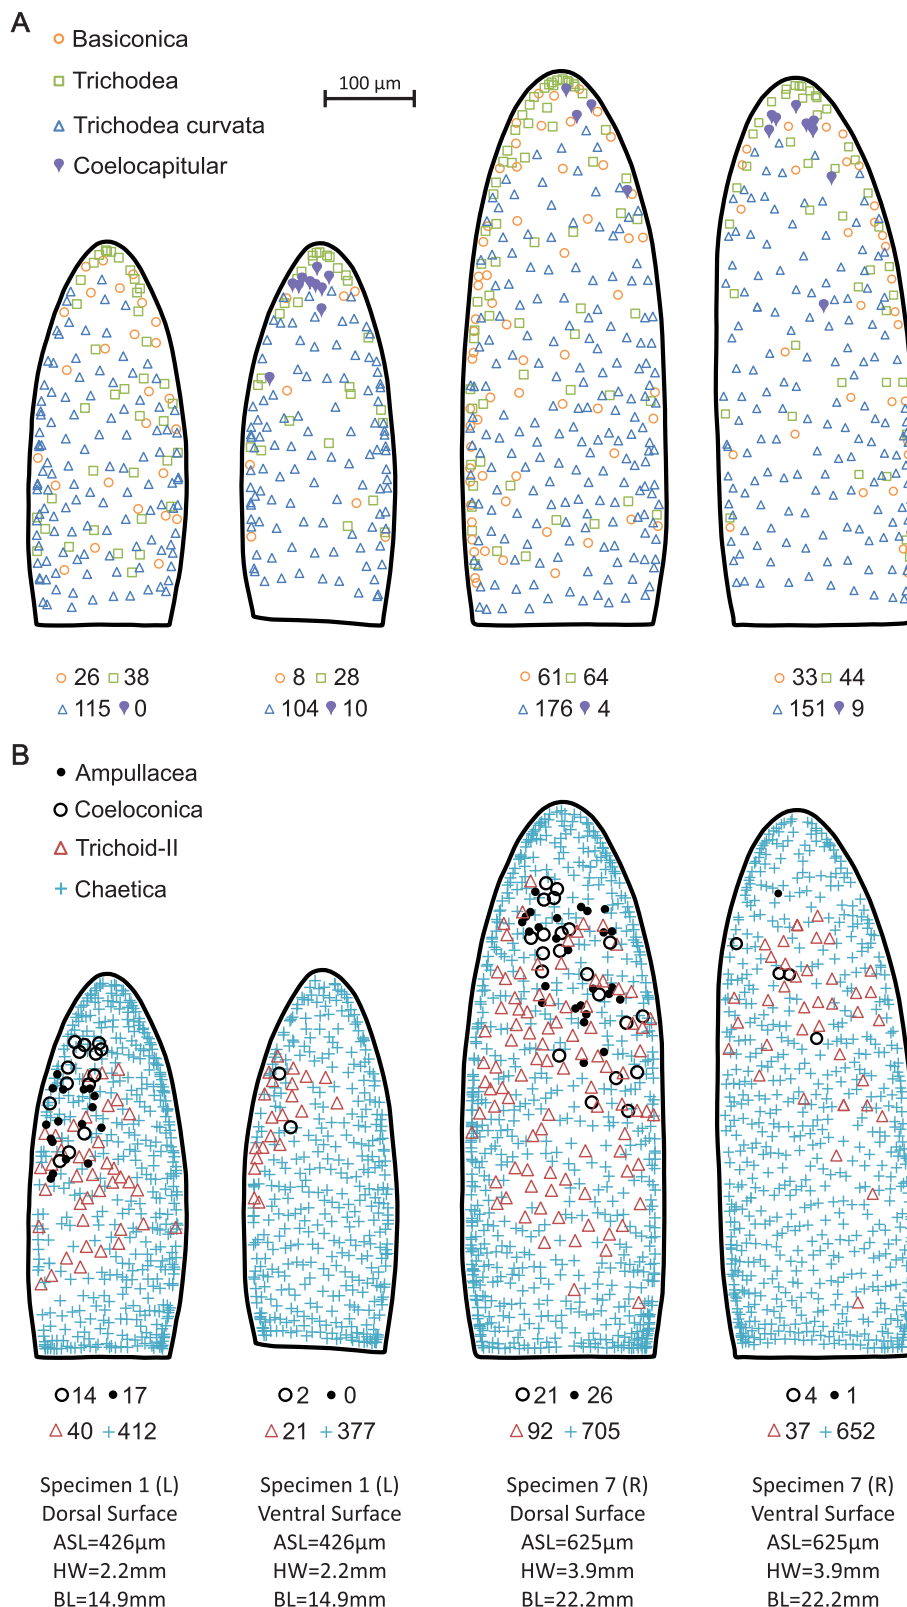 A
Basiconica
Trichodea
Trichodea curvata
Coelocapitular
100 µm
26 38
115 0
8 28
104 10
61 64
176 4
33 44
151 9
B
Ampullacea
Coeloconica
Trichoid-II
Chaetica
14 17
40 412
2 0
21 377
21 26
92 705
4 1
37 652
Specimen 1 (L)
Dorsal Surface
ASL=426µm
HW=2.2mm
BL=14.9mm
Specimen 1 (L)
Ventral Surface
ASL=426µm
HW=2.2mm
BL=14.9mm
Specimen 7 (R)
Dorsal Surface
ASL=625µm
HW=3.9mm
BL=22.2mm
Specimen 7 (R)
Ventral Surface
ASL=625µm
HW=3.9mm
BL=22.2mm